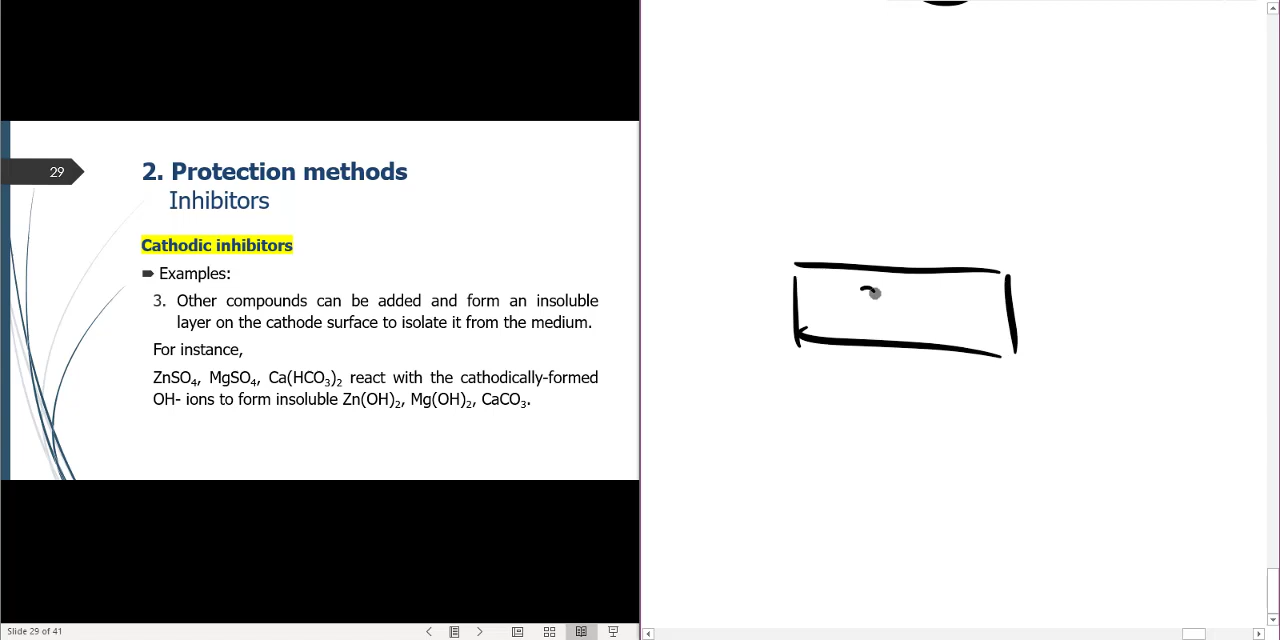 29
2. Protection methods
Inhibitors
Cathodic inhibitors
Examples:
3. Other compounds can be added and form an insoluble
layer on the cathode surface to isolate it from the medium.
For instance,
ZnSO₄, MgSO₄, Ca(HCO₃)₂ react with the cathodically-formed
OH- ions to form insoluble Zn(OH)₂, Mg(OH)₂, CaCO₃.
Slide 29 of 41